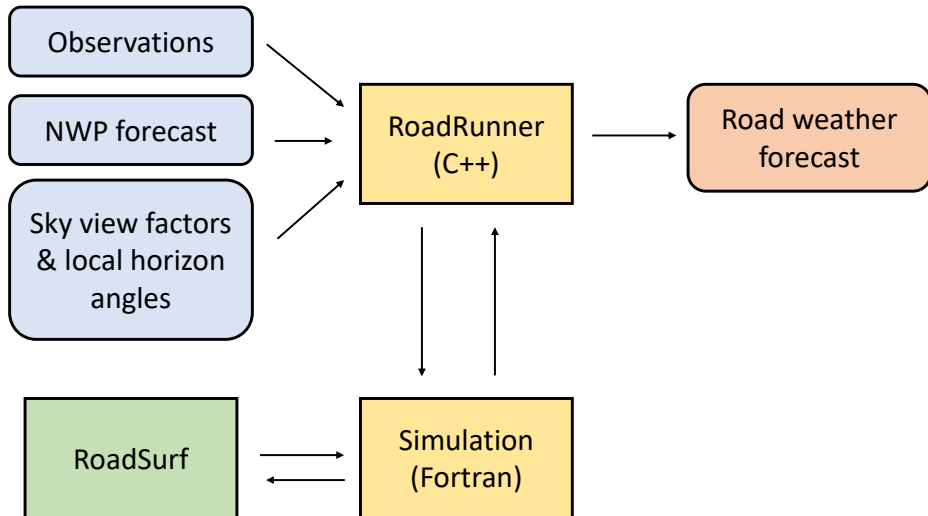 Observations
NWP forecast
Sky view factors
& local horizon
angles
RoadRunner
(C++)
Road weather
forecast
RoadSurf
Simulation
(Fortran)